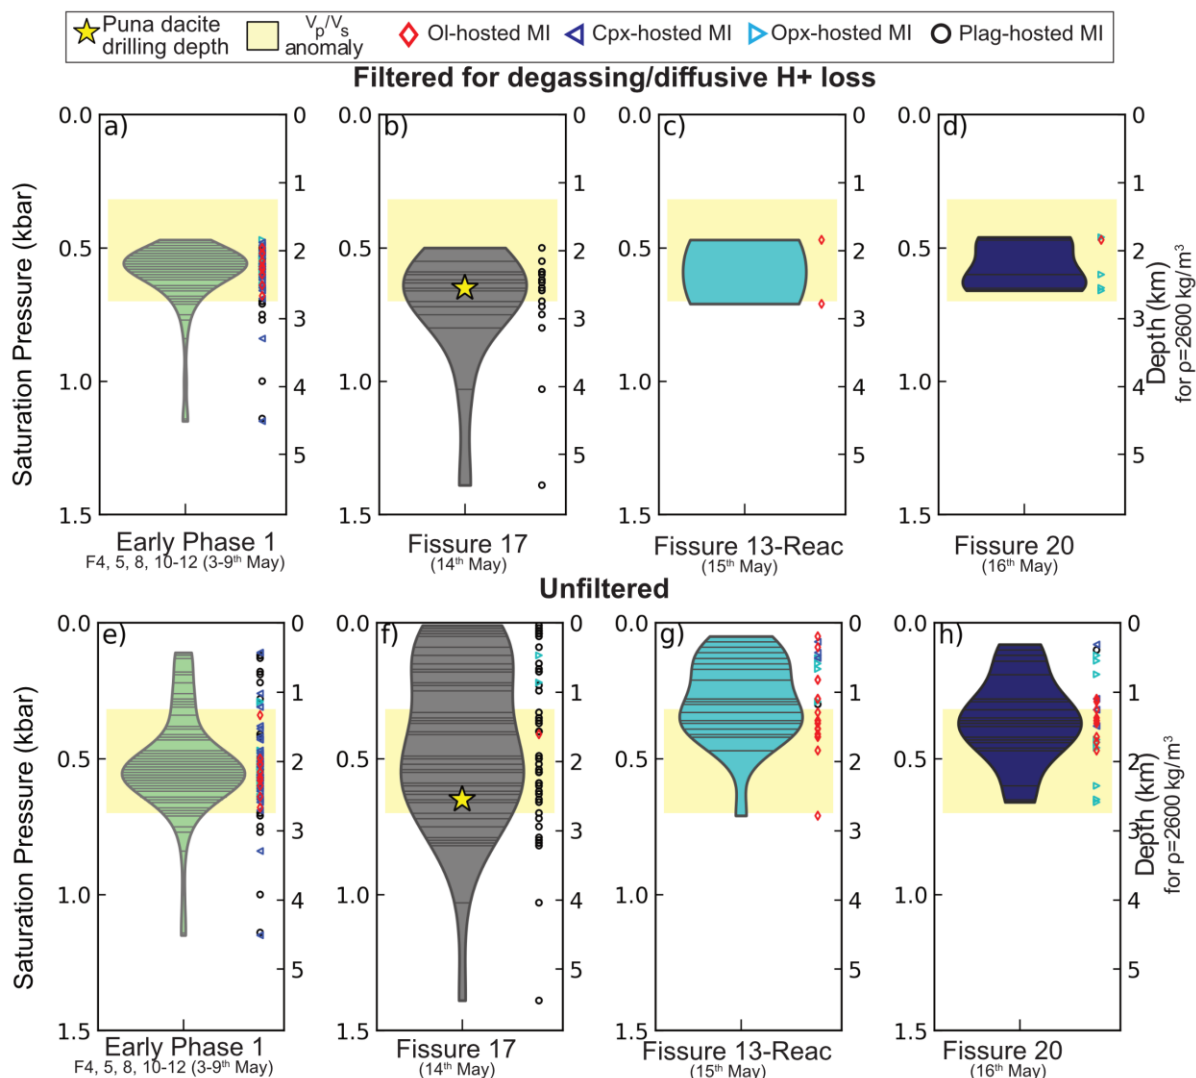 Puna dacite drilling depth
Vp/Vs anomaly
Ol-hosted MI
Cpx-hosted MI
Opx-hosted MI
Plag-hosted MI
Filtered for degassing/diffusive H+ loss
a)
b)
c)
d)
Saturation Pressure (kbar)
0.0
0.5
1.0
1.5
0
1
2
3
4
5
0.0
0.5
1.0
1.5
0
1
2
3
4
5
0.0
0.5
1.0
1.5
0
1
2
3
4
5
0.0
0.5
1.0
1.5
0
1
2
3
4
5
Depth (km)
for ρ=2600 kg/m³
Early Phase 1
F4, 5, 8, 10-12 (3-9th May)
Fissure 17
(14th May)
Fissure 13-Reac
(15th May)
Fissure 20
(16th May)
Unfiltered
e)
f)
g)
h)
Saturation Pressure (kbar)
0.0
0.5
1.0
1.5
0
1
2
3
4
5
0.0
0.5
1.0
1.5
0
1
2
3
4
5
0.0
0.5
1.0
1.5
0
1
2
3
4
5
0.0
0.5
1.0
1.5
0
1
2
3
4
5
Depth (km)
for ρ=2600 kg/m³
Early Phase 1
F4, 5, 8, 10-12 (3-9th May)
Fissure 17
(14th May)
Fissure 13-Reac
(15th May)
Fissure 20
(16th May)